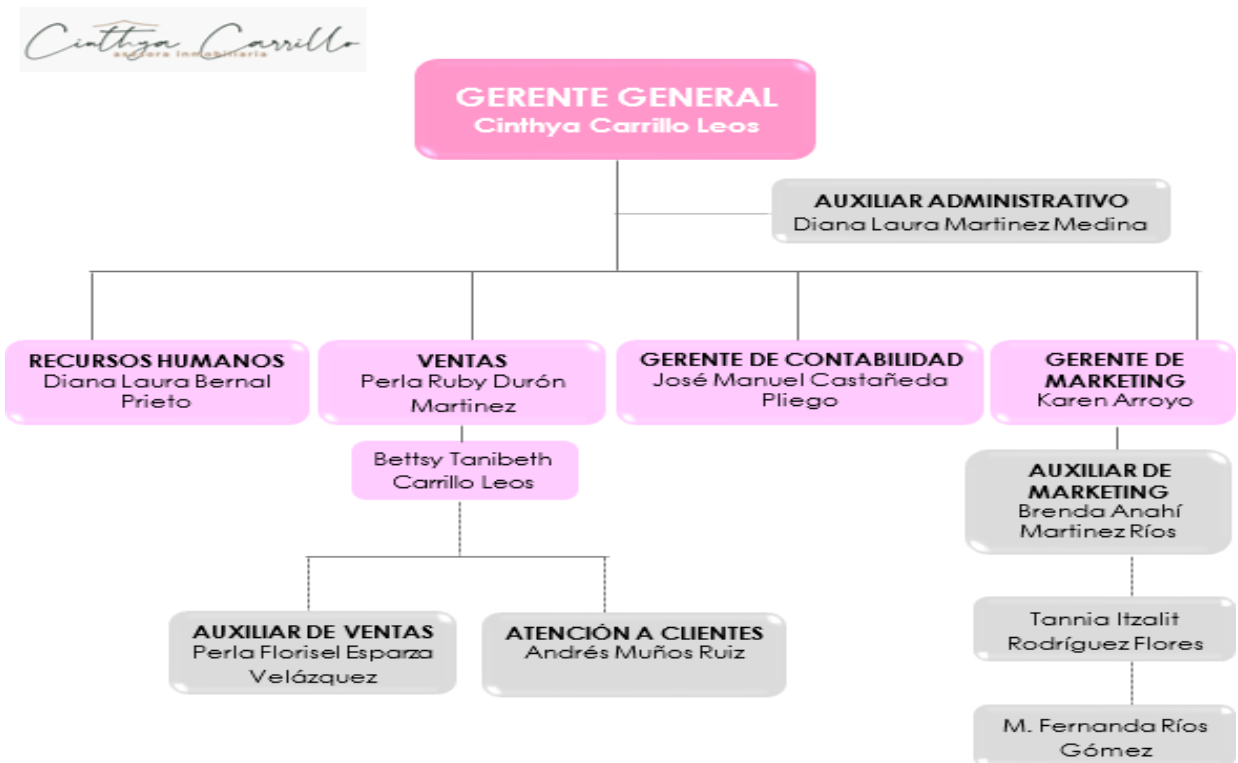 Cinthya Carrillo
asesora inmobiliaria
GERENTE GENERAL
Cinthya Carrillo Leos
AUXILIAR ADMINISTRATIVO
Diana Laura Martinez Medina
RECURSOS HUMANOS
Diana Laura Bernal
Prieto
VENTAS
Perla Ruby Durón
Martinez
GERENTE DE CONTABILIDAD
José Manuel Castañeda
Pliego
GERENTE DE
MARKETING
Karen Arroyo
Bettsy Tanibeth
Carrillo Leos
AUXILIAR DE
MARKETING
Brenda Anahí
Martinez Ríos
AUXILIAR DE VENTAS
Perla Florisel Esparza
Velázquez
ATENCIÓN A CLIENTES
Andrés Muños Ruiz
Tannia Itzalit
Rodríguez Flores
M. Fernanda Ríos
Gómez